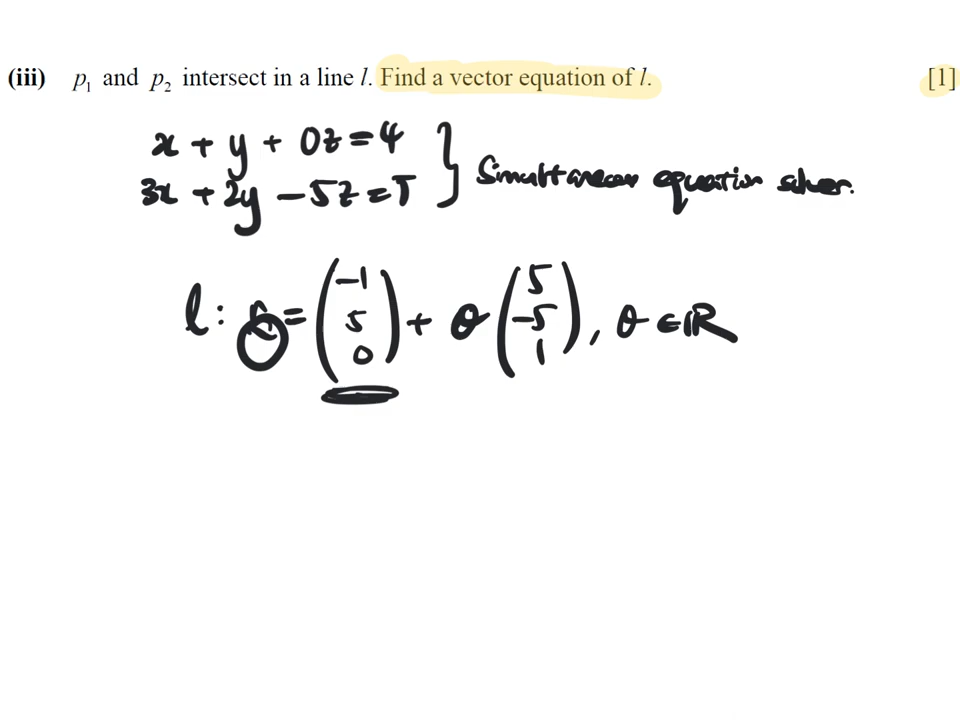 (iii) p₁ and p₂ intersect in a line l. Find a vector equation of l. [1]
x + y + 0z = 4
3x + 2y - 5z = 7
} Simultaneous equation solver.
l: r = (-1 5 0) + θ (5 -5 1), θ ∈ ℝ